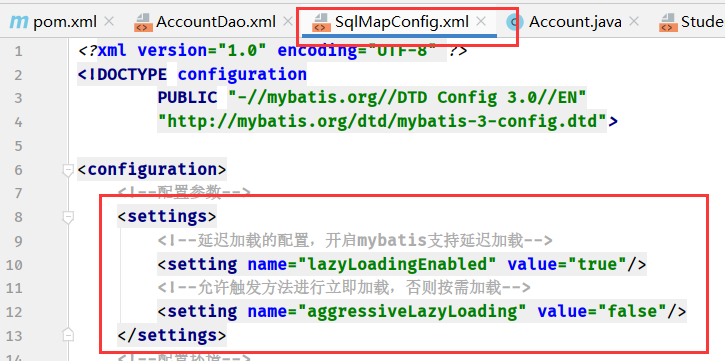 pom.xml AccountDao.xml SqlMapConfig.xml Account.java Stude
1 <?xml version="1.0" encoding="UTF-8" ?>
2 <!DOCTYPE configuration
3 PUBLIC "-//mybatis.org//DTD Config 3.0//EN"
4 "http://mybatis.org/dtd/mybatis-3-config.dtd">
5
6 <configuration>
7 <!--配置参数-->
8 <settings>
9 <!--延迟加载的配置，开启mybatis支持延迟加载-->
10 <setting name="lazyLoadingEnabled" value="true"/>
11 <!--允许触发方法进行立即加载，否则按需加载-->
12 <setting name="aggressiveLazyLoading" value="false"/>
13 </settings>
14 <!--配置环境-->